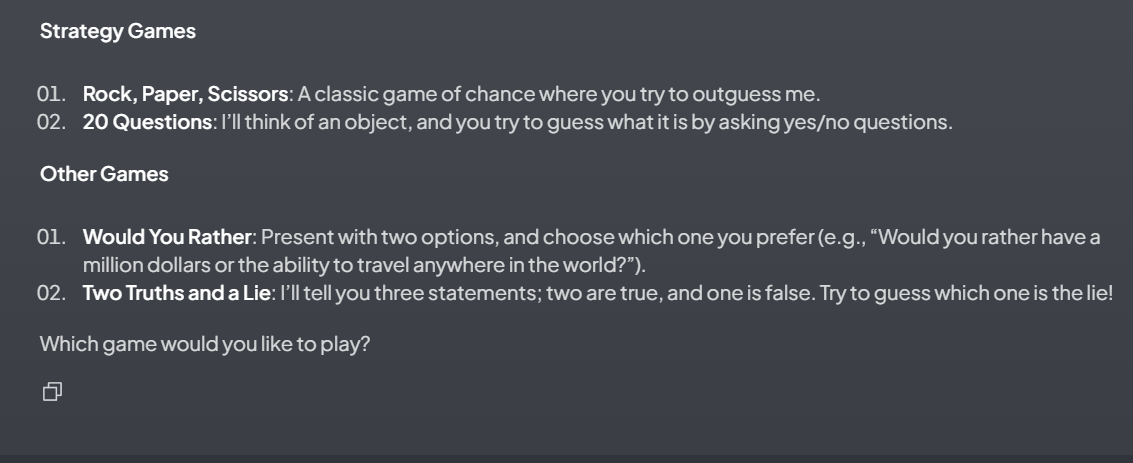 Strategy Games
01. Rock, Paper, Scissors: A classic game of chance where you try to outguess me.
02. 20 Questions: I’ll think of an object, and you try to guess what it is by asking yes/no questions.
Other Games
01. Would You Rather: Present with two options, and choose which one you prefer (e.g., “Would you rather have a
million dollars or the ability to travel anywhere in the world?”).
02. Two Truths and a Lie: I’ll tell you three statements; two are true, and one is false. Try to guess which one is the lie!
Which game would you like to play?